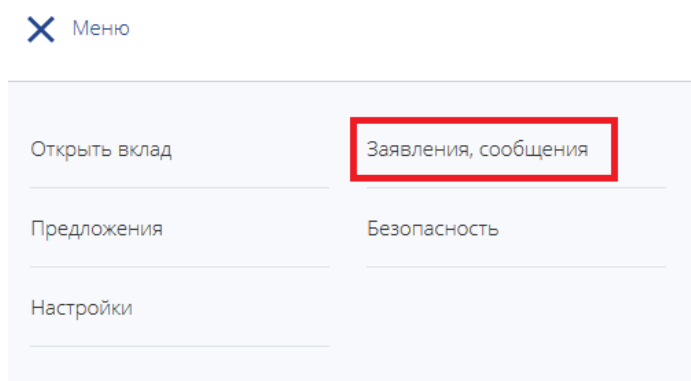 Меню
Открыть вклад
Заявления, сообщения
Предложения
Безопасность
Настройки